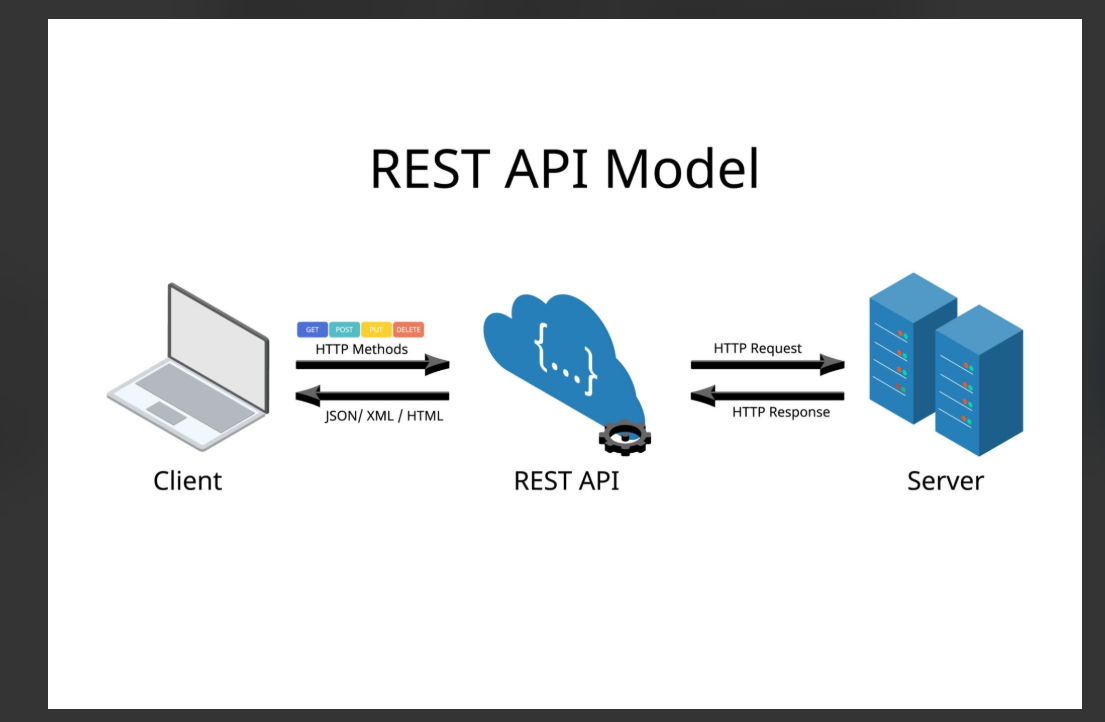 REST API Model
GET POST PUT DELETE
HTTP Methods
JSON/ XML / HTML
{...}
HTTP Request
HTTP Response
Client
REST API
Server